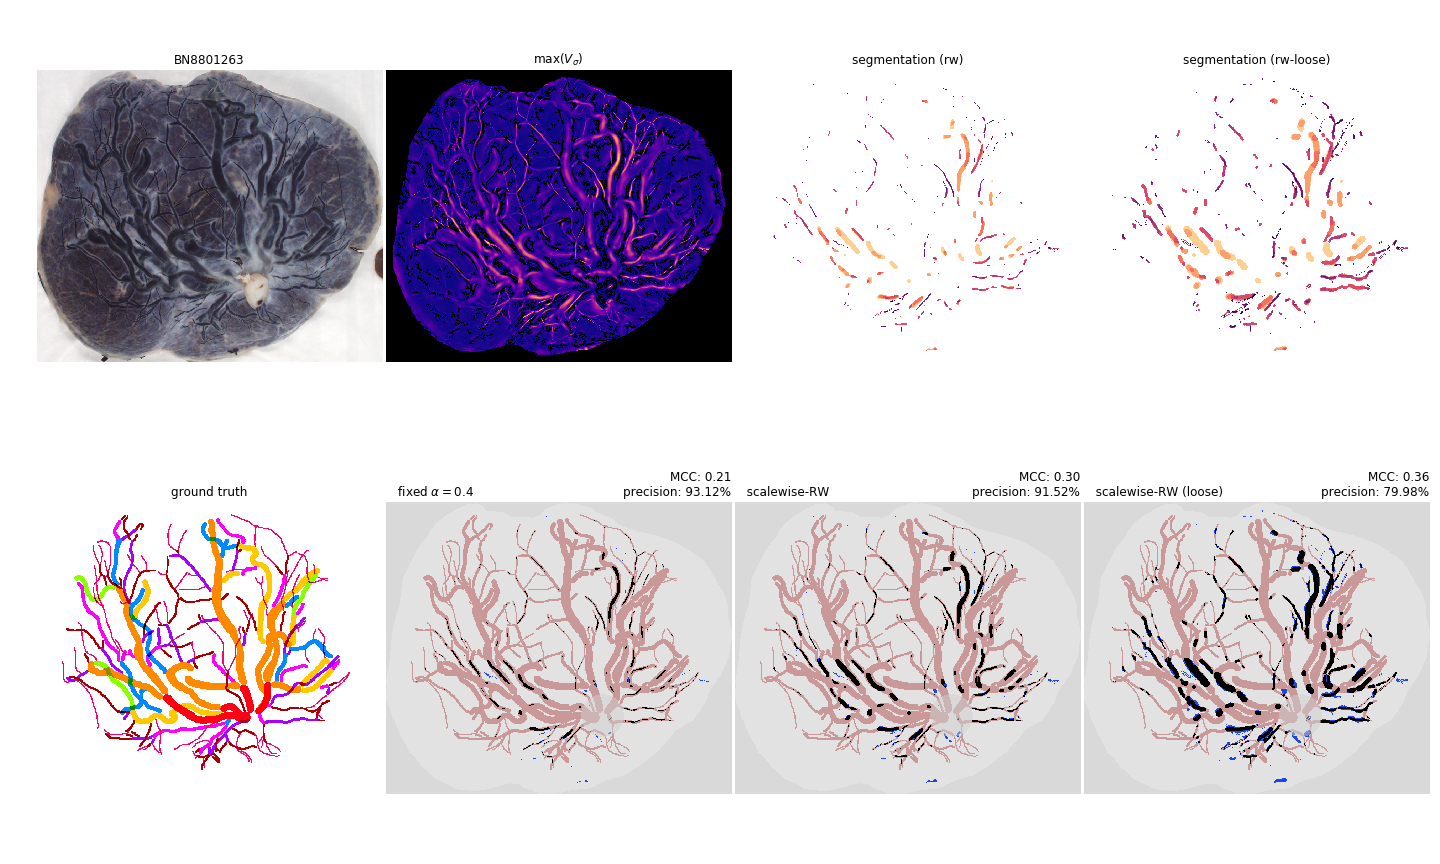 BN8801263
max(V_σ)
segmentation (rw)
segmentation (rw-loose)
ground truth
fixed α = 0.4
MCC: 0.21
precision: 93.12%
scalewise-RW
MCC: 0.30
precision: 91.52%
scalewise-RW (loose)
MCC: 0.36
precision: 79.98%